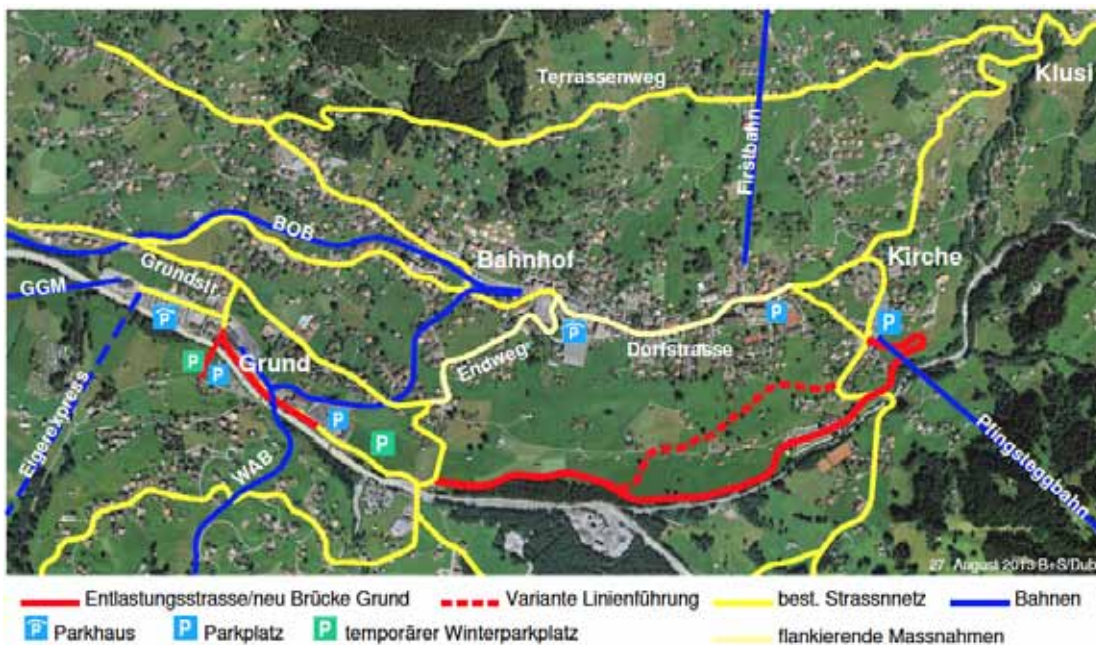 Terrassenweg
Klusi
Firstbahn
BOB
Bahnhof
Kirche
Grundstr
GGM
P
P
P
P
Grund
P
P
Endweg
Dorfstrasse
P
P
Eigerexpress
WAB
Pfingsteggbahn
27. August 2013 B+S/Dub
Entlastungsstrasse/neu Brücke Grund
Variante Linienführung
best. Strassnnetz
Bahnen
P Parkhaus
P Parkplatz
P temporärer Winterparkplatz
flankierende Massnahmen